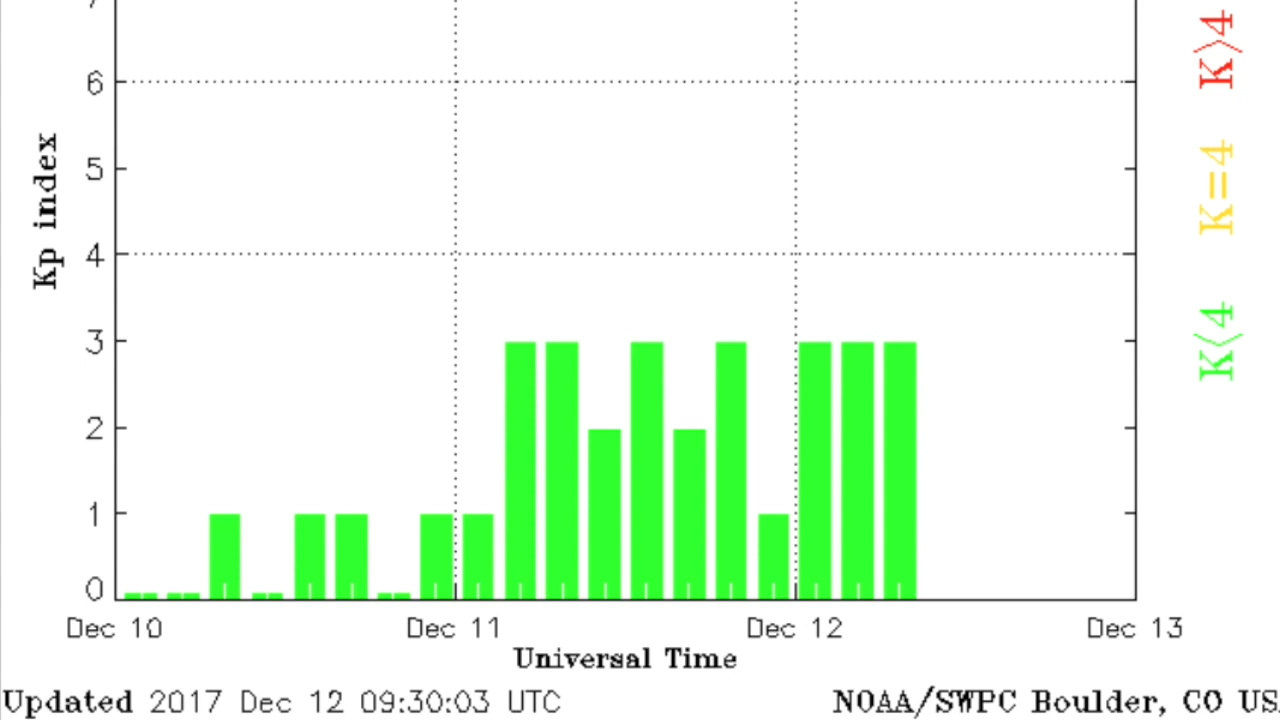 7
6
5
4
3
2
1
0
Kp index
K>4
K=4
K<4
Dec 10 Dec 11 Dec 12 Dec 13
Universal Time
Updated 2017 Dec 12 09:30:03 UTC NOAA/SWPC Boulder, CO US